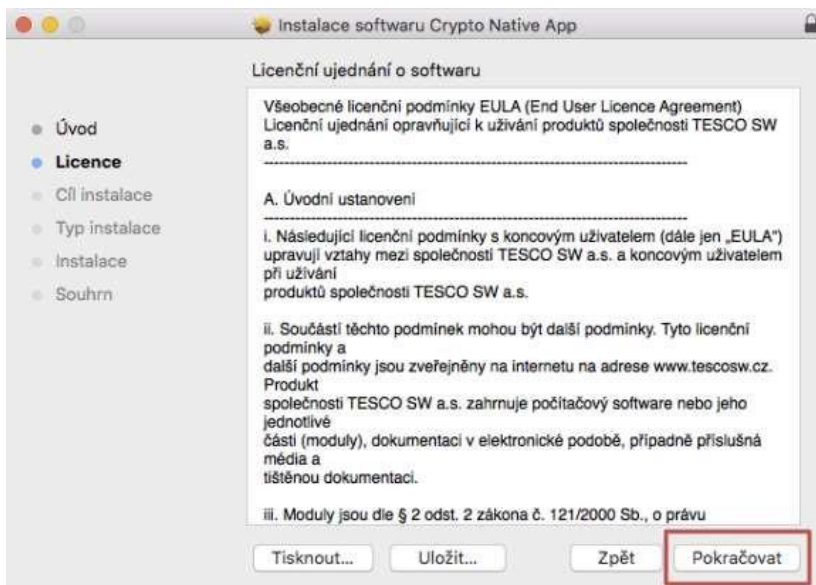 Instalace softwaru Crypto Native App
Licenční ujednání o softwaru
Úvod
Licence
Cíl instalace
Typ instalace
Instalace
Souhrn
Všeobecné licenční podmínky EULA (End User Licence Agreement)
Licenční ujednání opravňující k užívání produktů společnosti TESCO SW
a.s.
--------------------------------------------------------------------------------
A. Úvodní ustanovení
--------------------------------------------------------------------------------
i. Následující licenční podmínky s koncovým uživatelem (dále jen „EULA“)
upravují vztahy mezi společností TESCO SW a.s. a koncovým uživatelem
při užívání
produktů společnosti TESCO SW a.s.
ii. Součástí těchto podmínek mohou být další podmínky. Tyto licenční
podmínky a
další podmínky jsou zveřejněny na internetu na adrese www.tescosw.cz.
Produkt
společnosti TESCO SW a.s. zahrnuje počítačový software nebo jeho
jednotlivé
části (moduly), dokumentaci v elektronické podobě, případně příslušná
média a
tištěnou dokumentaci.
iii. Moduly jsou dle § 2 odst. 2 zákona č. 121/2000 Sb., o právu
Tisknout...
Uložit...
Zpět
Pokračovat